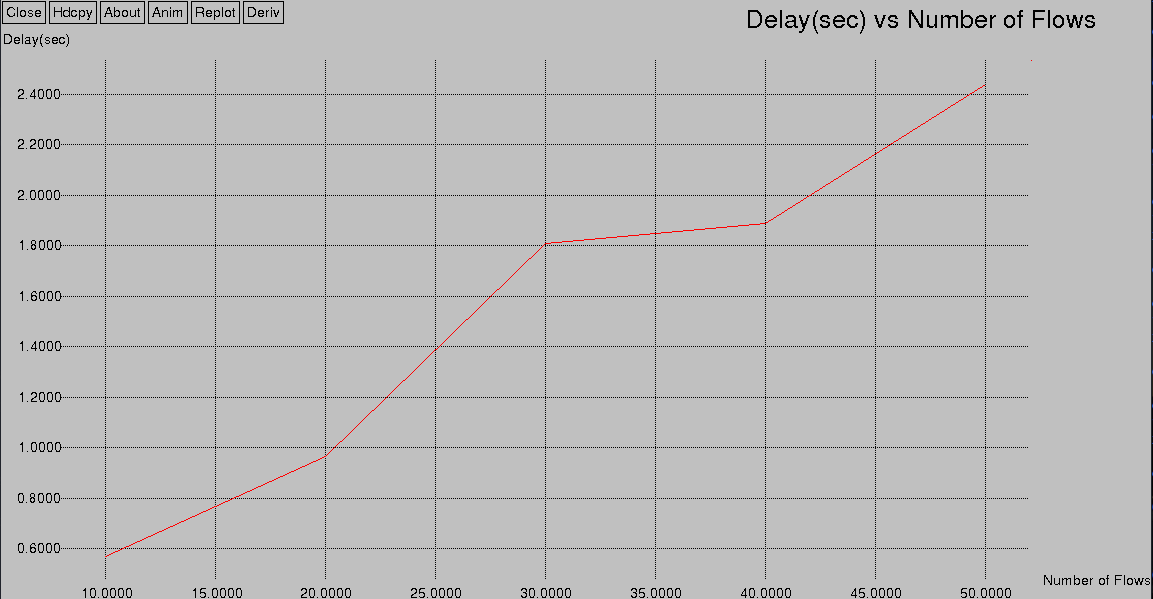 Close Hdcpy About Anim Replot Deriv
Delay(sec) vs Number of Flows
Delay(sec)
2.4000
2.2000
2.0000
1.8000
1.6000
1.4000
1.2000
1.0000
0.8000
0.6000
Number of Flows
10.0000 15.0000 20.0000 25.0000 30.0000 35.0000 40.0000 45.0000 50.0000